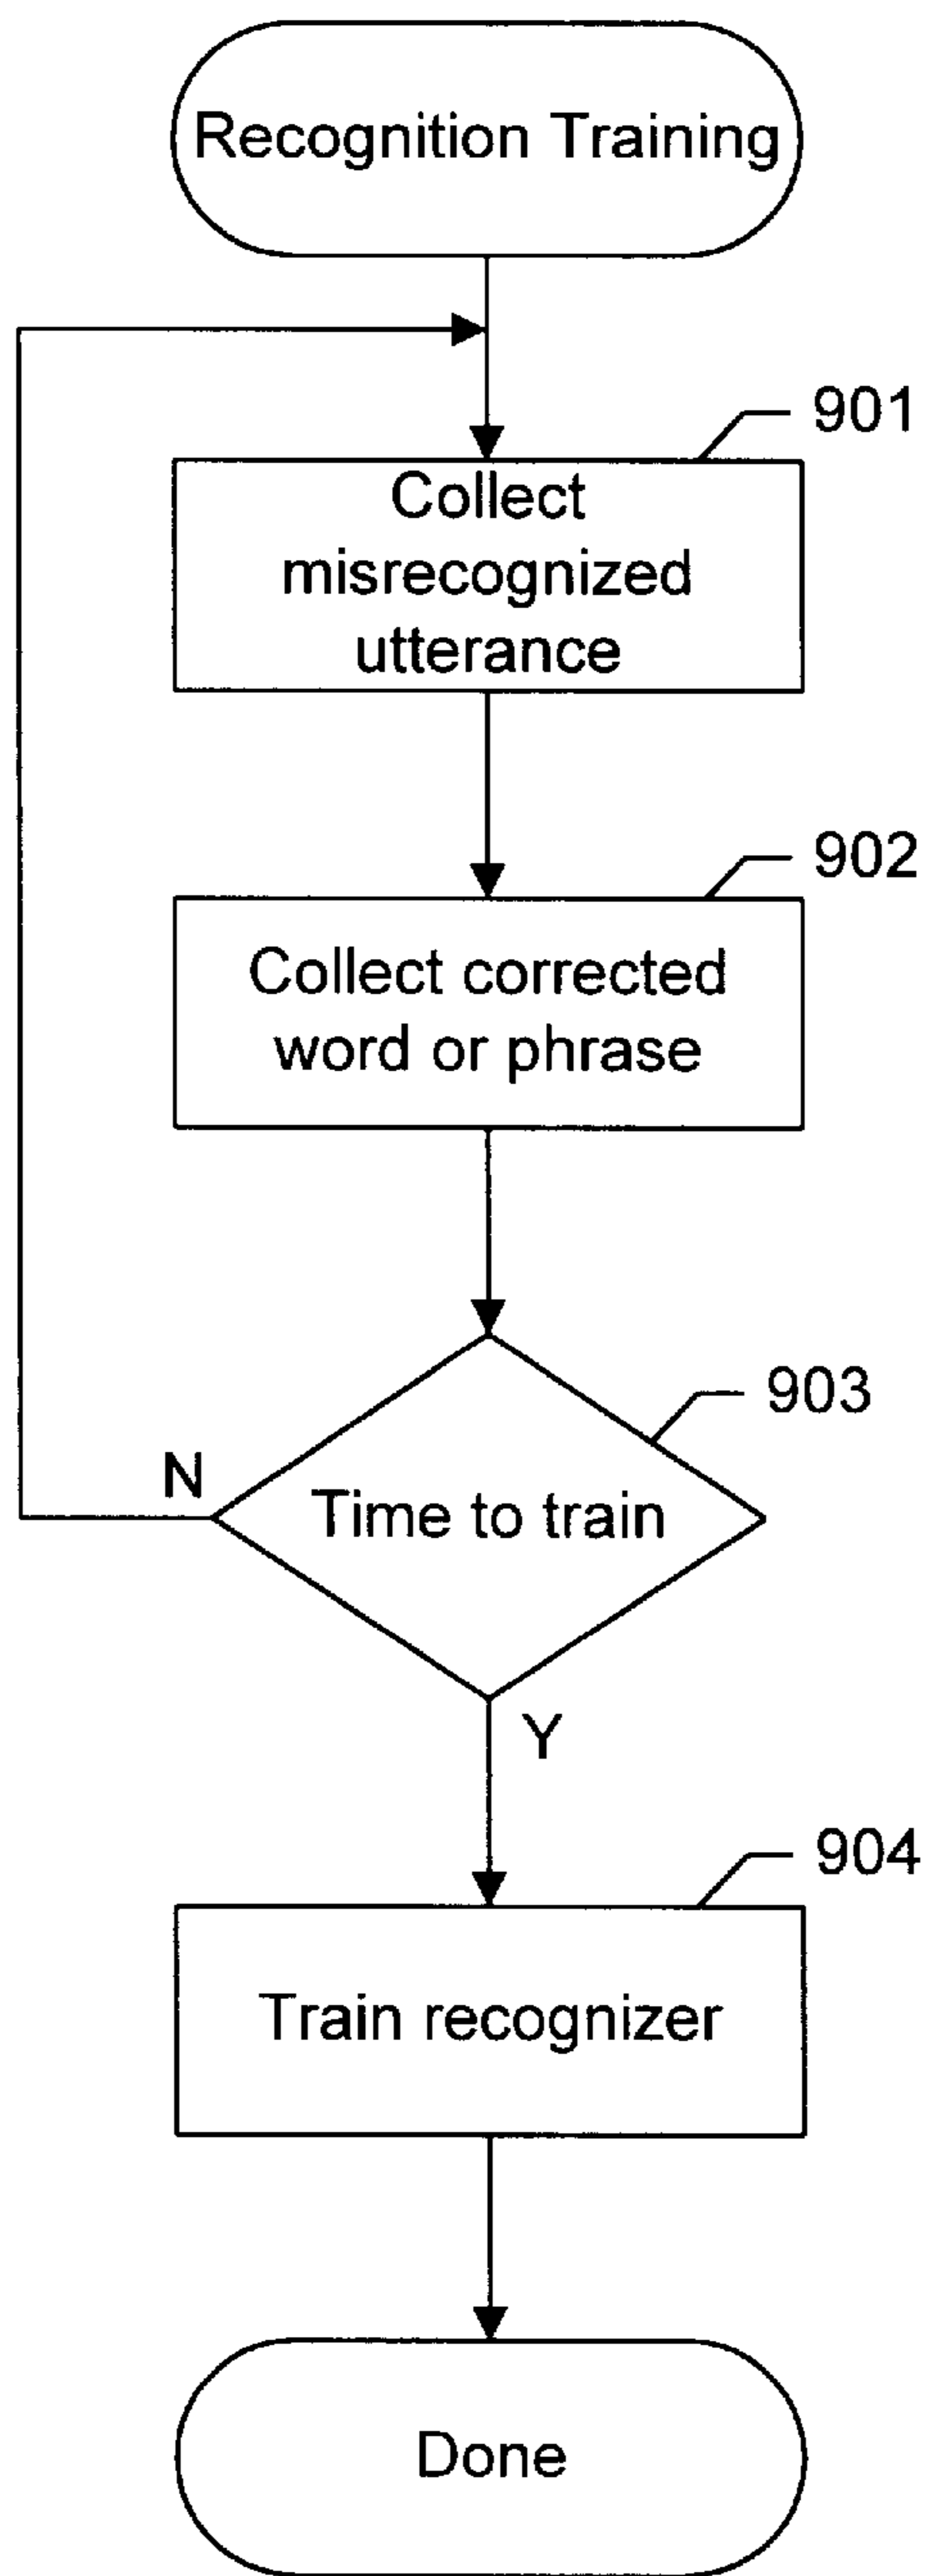 Recognition Training
901
Collect
misrecognized
utterance
902
Collect corrected
word or phrase
903
N
Time to train
Y
904
Train recognizer
Done